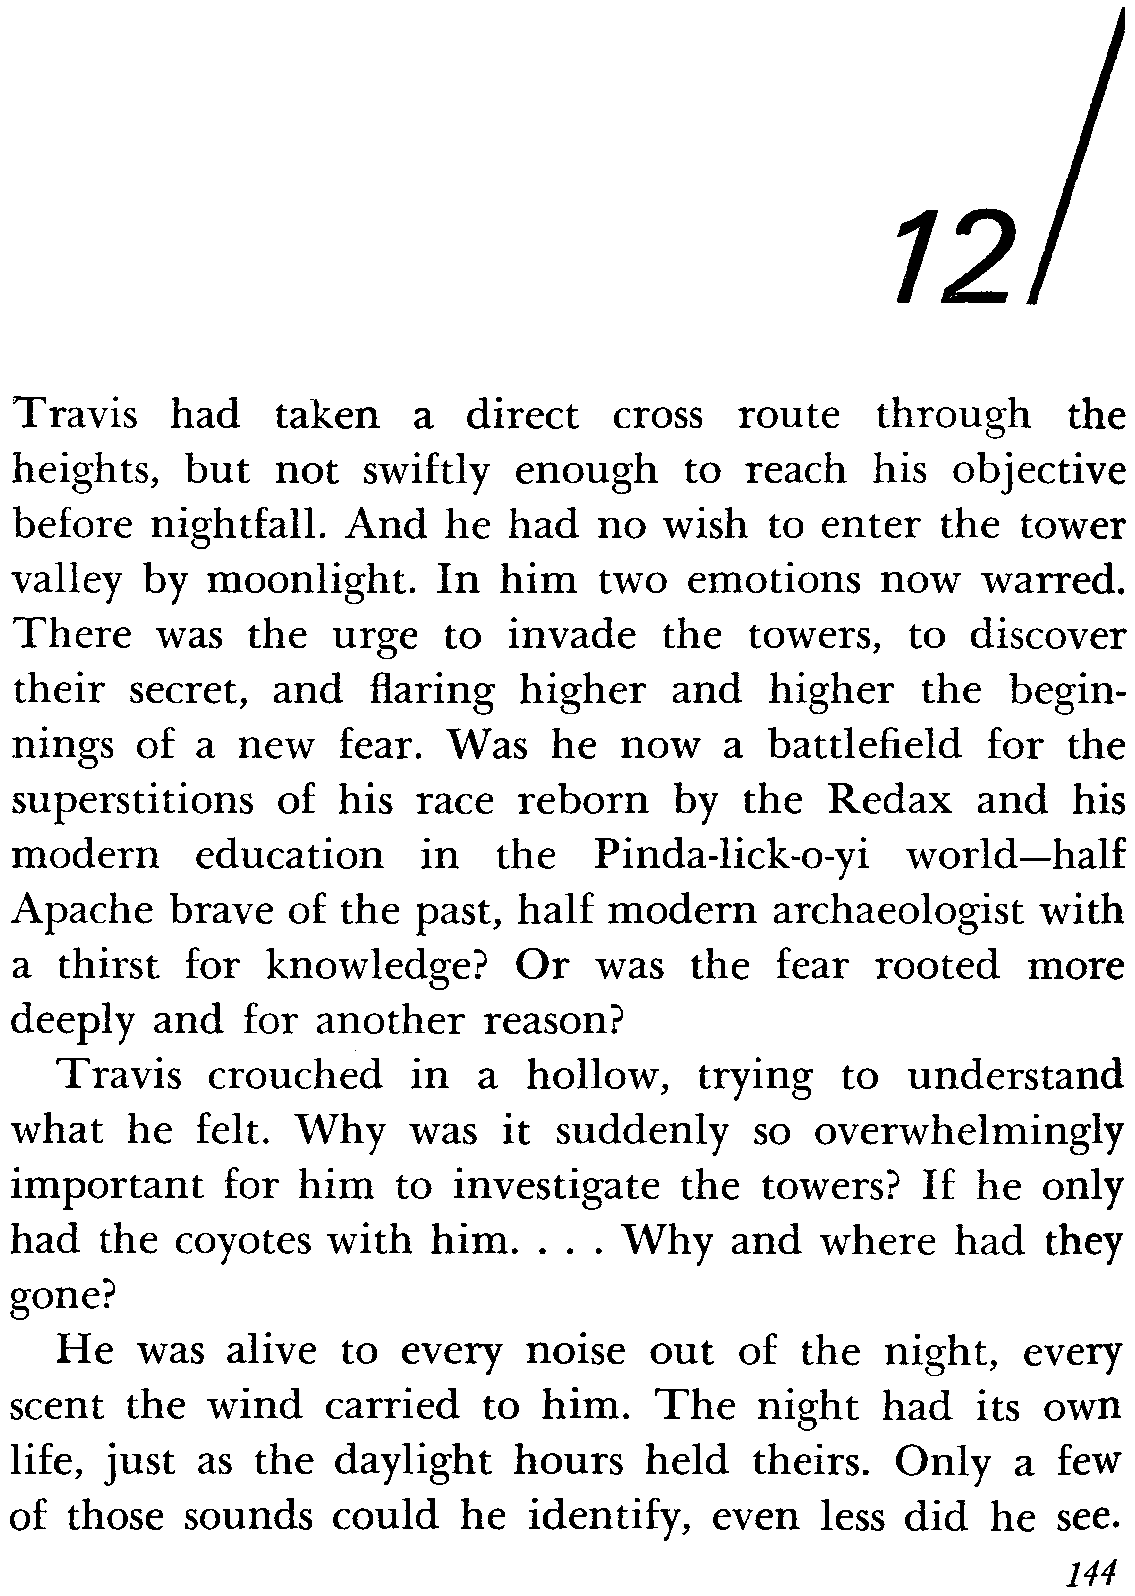 12/
Travis had taken a direct cross route through the
heights, but not swiftly enough to reach his objective
before nightfall. And he had no wish to enter the tower
valley by moonlight. In him two emotions now warred.
There was the urge to invade the towers, to discover
their secret, and flaring higher and higher the begin-
nings of a new fear. Was he now a battlefield for the
superstitions of his race reborn by the Redax and his
modern education in the Pinda-lick-o-yi world—half
Apache brave of the past, half modern archaeologist with
a thirst for knowledge? Or was the fear rooted more
deeply and for another reason?
Travis crouched in a hollow, trying to understand
what he felt. Why was it suddenly so overwhelmingly
important for him to investigate the towers? If he only
had the coyotes with him. . . . Why and where had they
gone?
He was alive to every noise out of the night, every
scent the wind carried to him. The night had its own
life, just as the daylight hours held theirs. Only a few
of those sounds could he identify, even less did he see.
144